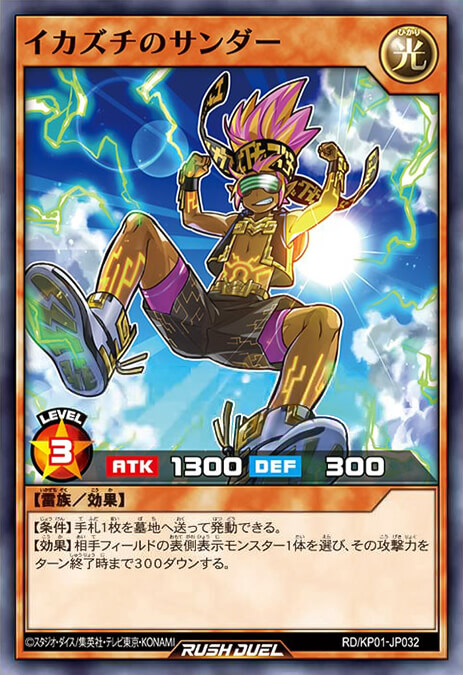 イカズチのサンダー
ひかり
光
LEVEL
3
ATK 1300 DEF 300
【雷族/効果】
【条件】手札1枚を墓地へ送って発動できる。
【効果】相手フィールドの表側表示モンスター1体を選び、その攻撃力を
ターン終了時まで300ダウンする。
©スタジオ・ダイス/集英社・テレビ東京・KONAMI
RUSH DUEL
RD/KP01-JP032